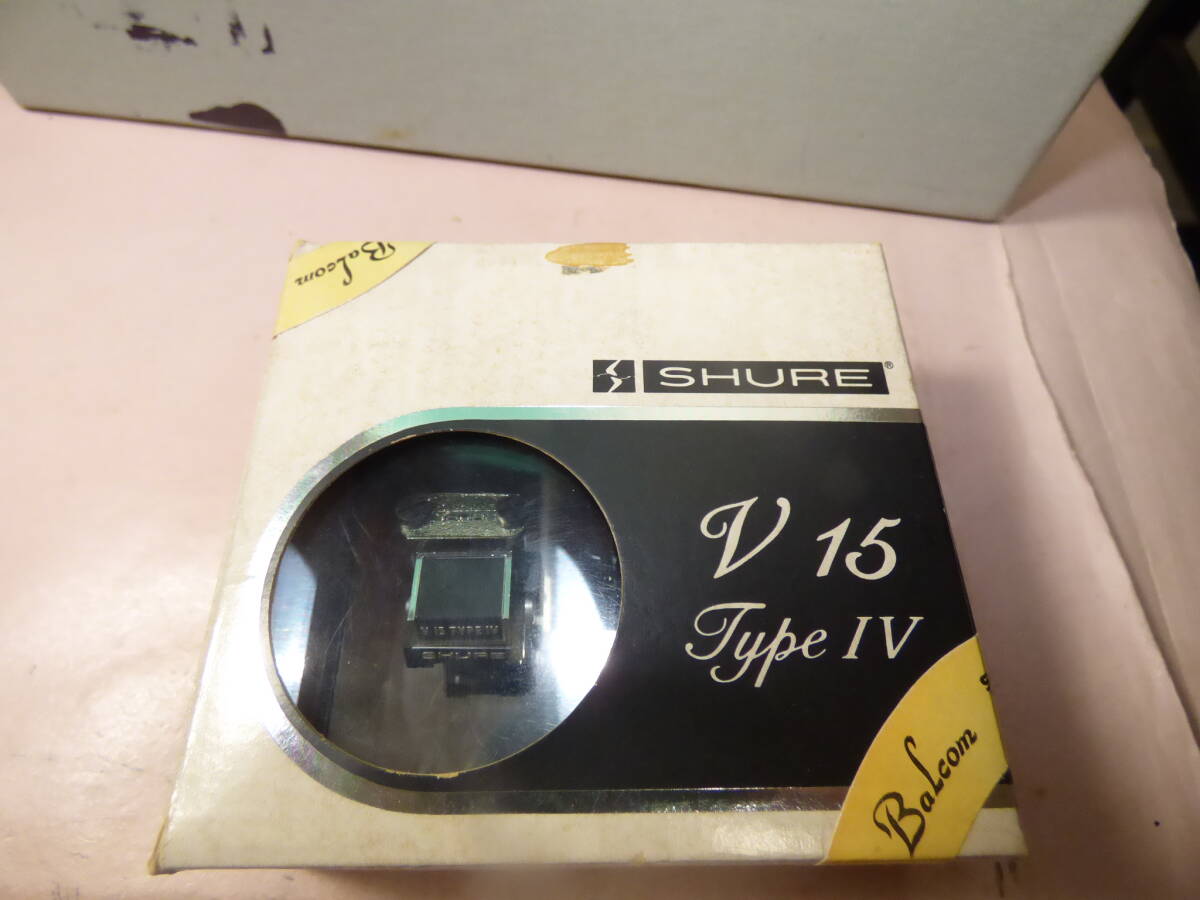 Balcom
SHURE®
V 15
Type IV
V 15 TYPE IV
SHURE
Balcom